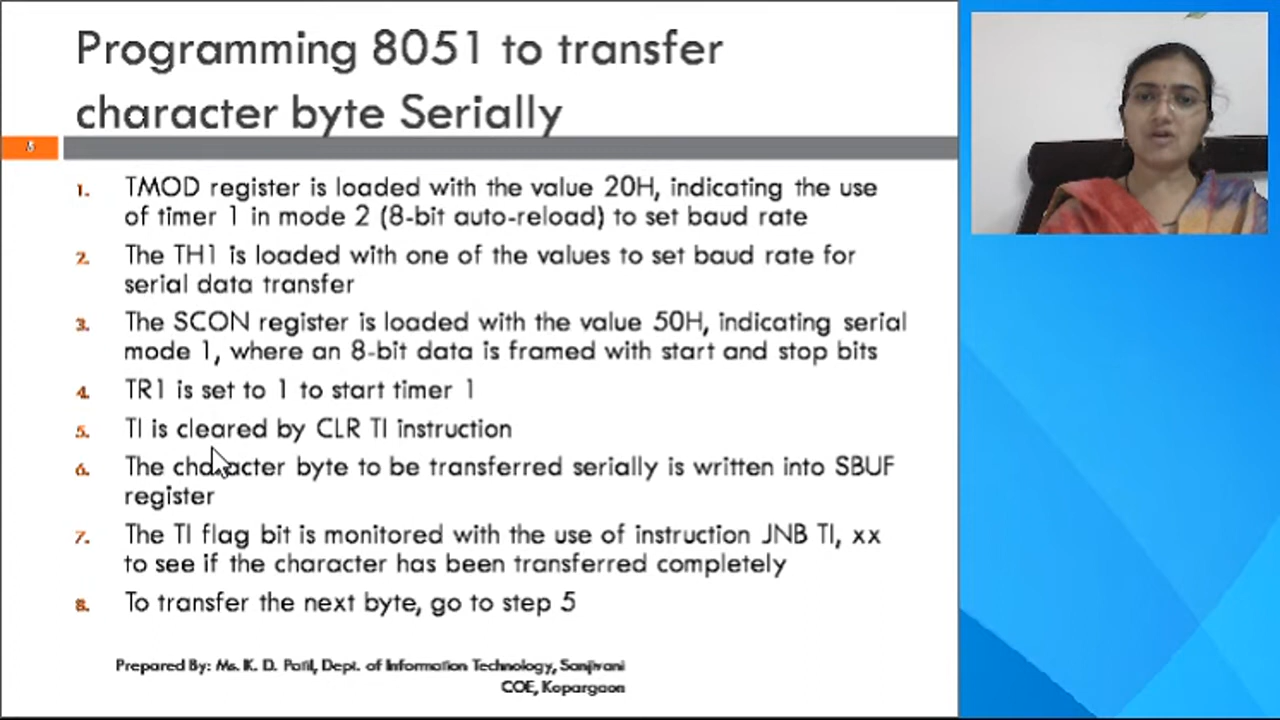 Programming 8051 to transfer
character byte Serially
5
1. TMOD register is loaded with the value 20H, indicating the use
of timer 1 in mode 2 (8-bit auto-reload) to set baud rate
2. The TH1 is loaded with one of the values to set baud rate for
serial data transfer
3. The SCON register is loaded with the value 50H, indicating serial
mode 1, where an 8-bit data is framed with start and stop bits
4. TR1 is set to 1 to start timer 1
5. TI is cleared by CLR TI instruction
6. The character byte to be transferred serially is written into SBUF
register
7. The TI flag bit is monitored with the use of instruction JNB TI, xx
to see if the character has been transferred completely
8. To transfer the next byte, go to step 5
Prepared By: Ms. K. D. Patil, Dept. of Information Technology, Sanjivani
COE, Kopargaon